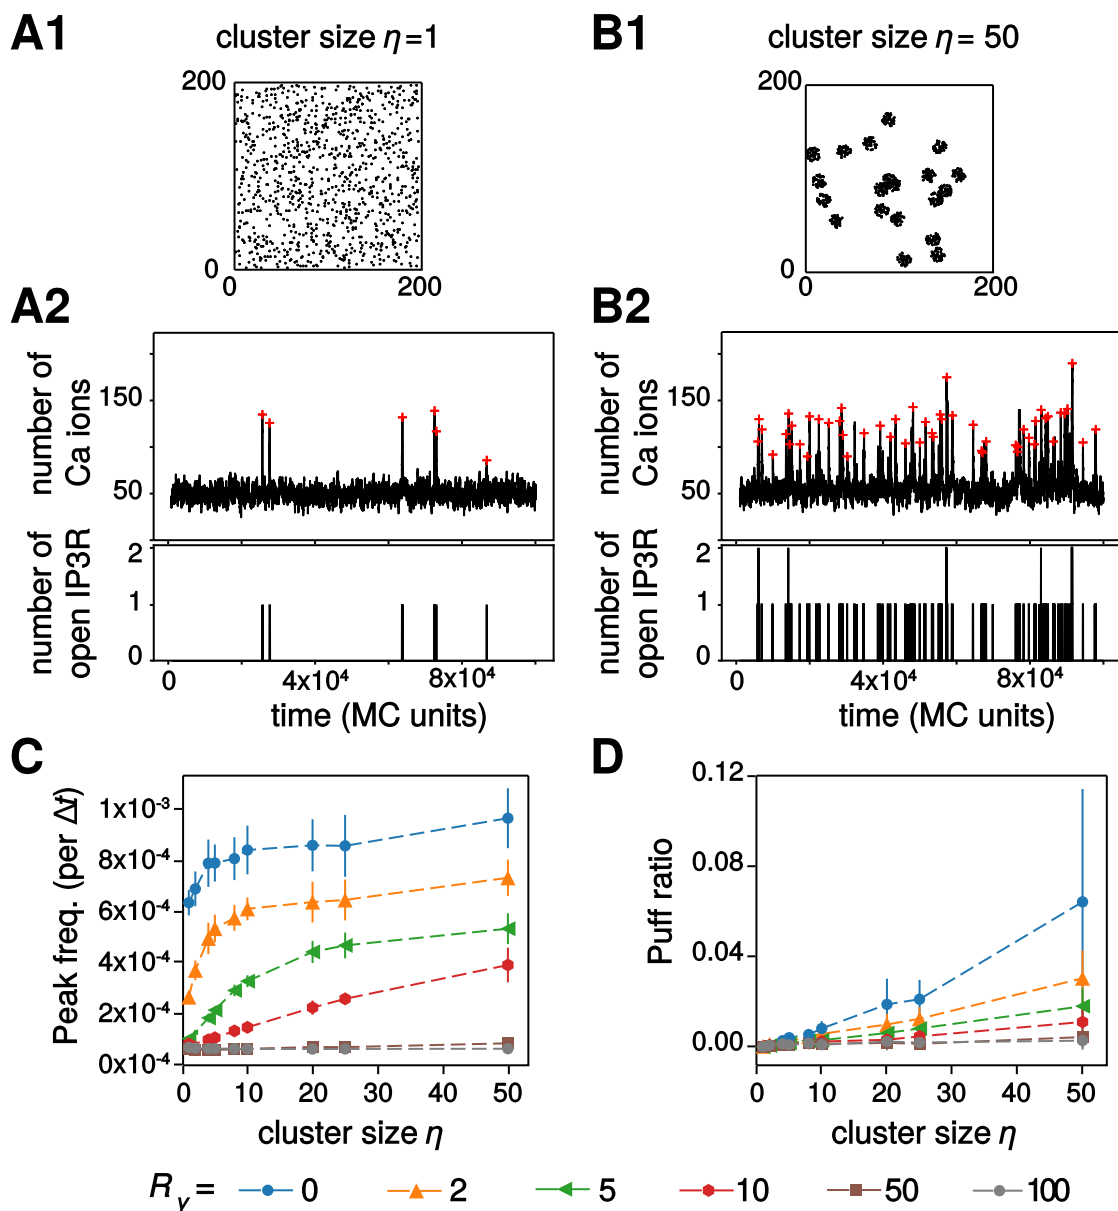 A1 cluster size η =1
200
0
0 200
B1 cluster size η = 50
200
0
0 200
A2
number of
Ca ions
150
50
number of
open IP3R
2
1
0
0 4x10⁴ 8x10⁴
time (MC units)
B2
number of
Ca ions
150
50
number of
open IP3R
2
1
0
0 4x10⁴ 8x10⁴
time (MC units)
C
Peak freq. (per Δt)
1x10⁻³
8x10⁻⁴
6x10⁻⁴
4x10⁻⁴
2x10⁻⁴
0x10⁻⁴
0 10 20 30 40 50
cluster size η
D
Puff ratio
0.12
0.08
0.04
0.00
0 10 20 30 40 50
cluster size η
R γ = 0 2 5 10 50 100